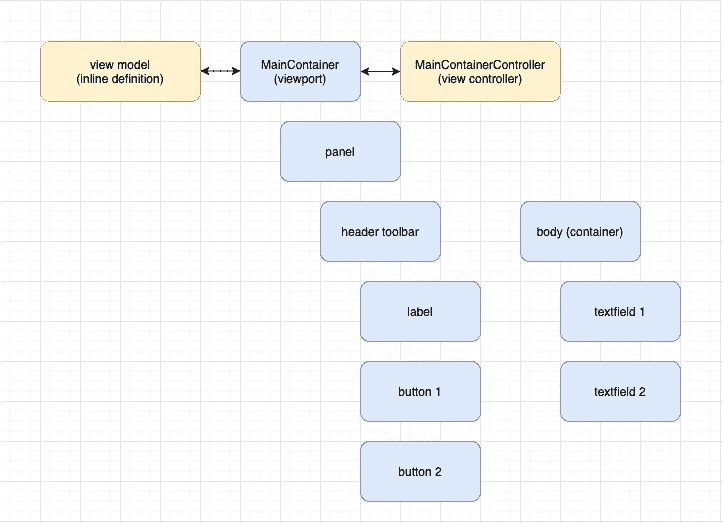 view model
(inline definition)
MainContainer
(viewport)
MainContainerController
(view controller)
panel
header toolbar
body (container)
label
textfield 1
button 1
textfield 2
button 2